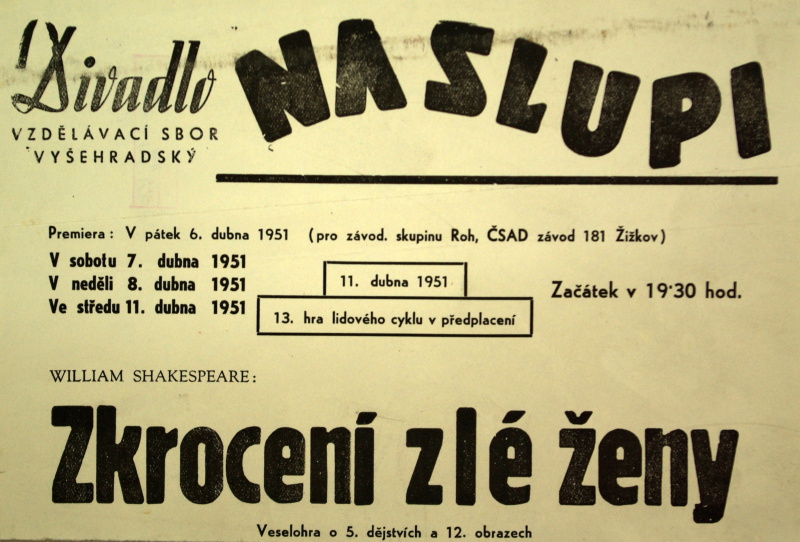 Divadlo
NA SLUPI
VZDĚLÁVACÍ SBOR
VYŠEHRADSKÝ
Premiera: V pátek 6. dubna 1951 (pro závod. skupinu Roh, ČSAD závod 181 Žižkov)
V sobotu 7. dubna 1951
V neděli 8. dubna 1951
Ve středu 11. dubna 1951
11. dubna 1951
13. hra lidového cyklu v předplacení
Začátek v 19·30 hod.
WILLIAM SHAKESPEARE:
Zkrocení zlé ženy
Veselohra o 5. dějstvích a 12. obrazech